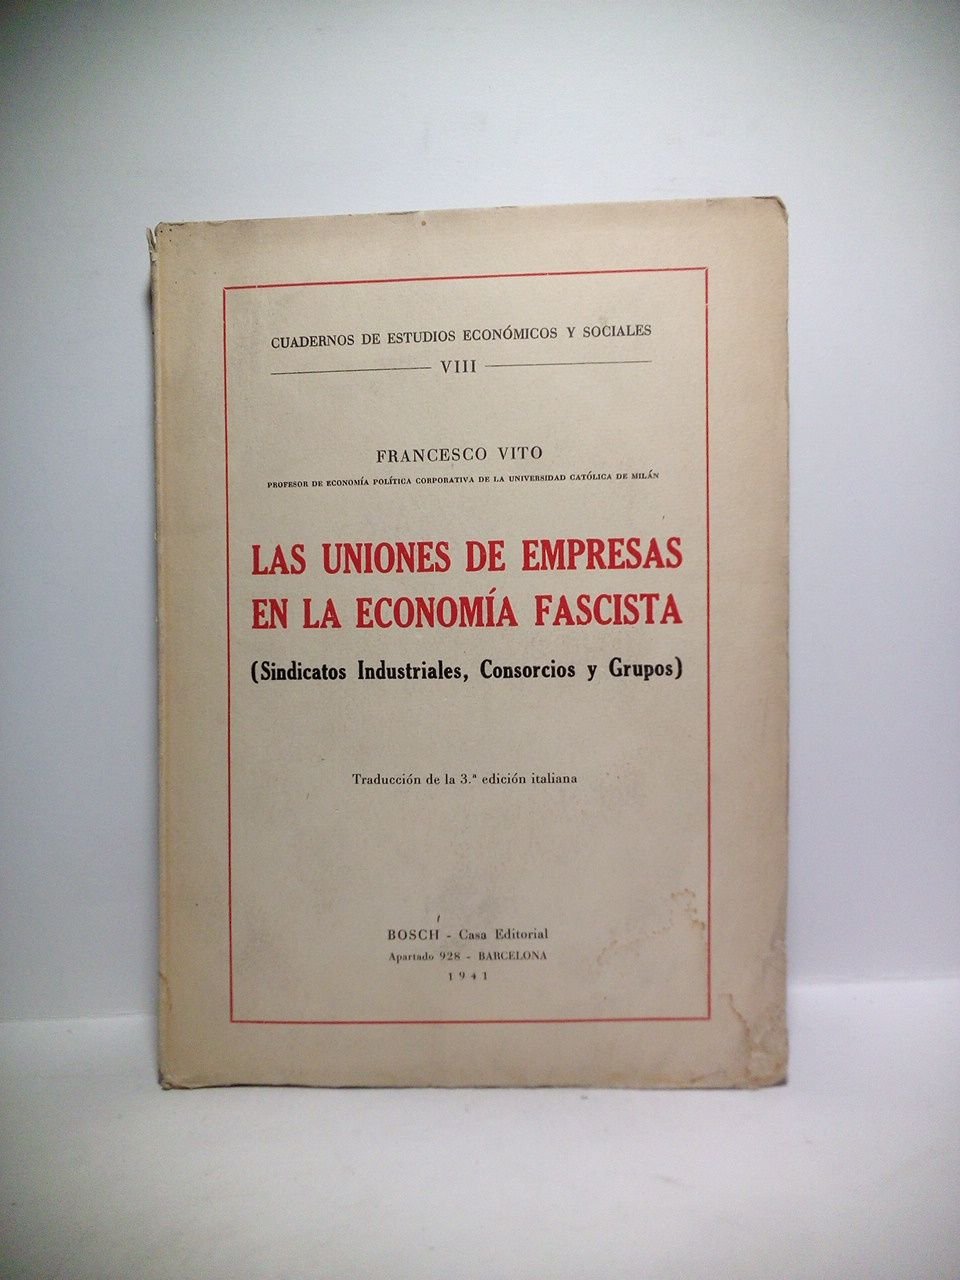 CUADERNOS DE ESTUDIOS ECONÓMICOS Y SOCIALES
VIII
FRANCESCO VITO
PROFESOR DE ECONOMÍA POLÍTICA CORPORATIVA DE LA UNIVERSIDAD CATÓLICA DE MILÁN
LAS UNIONES DE EMPRESAS
EN LA ECONOMÍA FASCISTA
(Sindicatos Industriales, Consorcios y Grupos)
Traducción de la 3.ª edición italiana
BOSCH - Casa Editorial
Apartado 928 - BARCELONA
1941